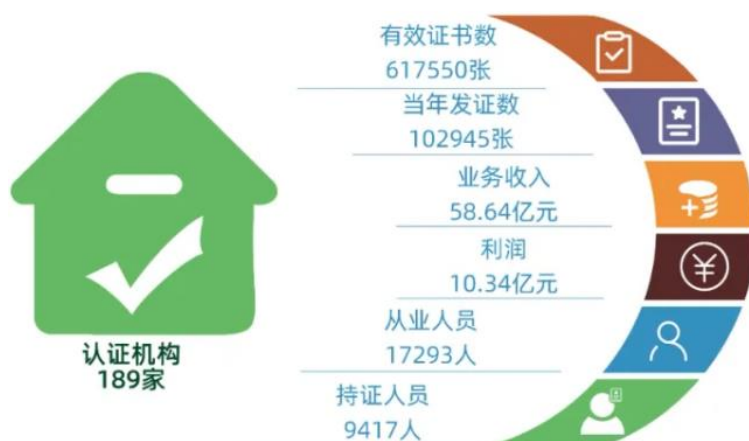 有效证书数
617550张
当年发证数
102945张
业务收入
58.64亿元
利润
10.34亿元
从业人员
17293人
持证人员
9417人
认证机构
189家